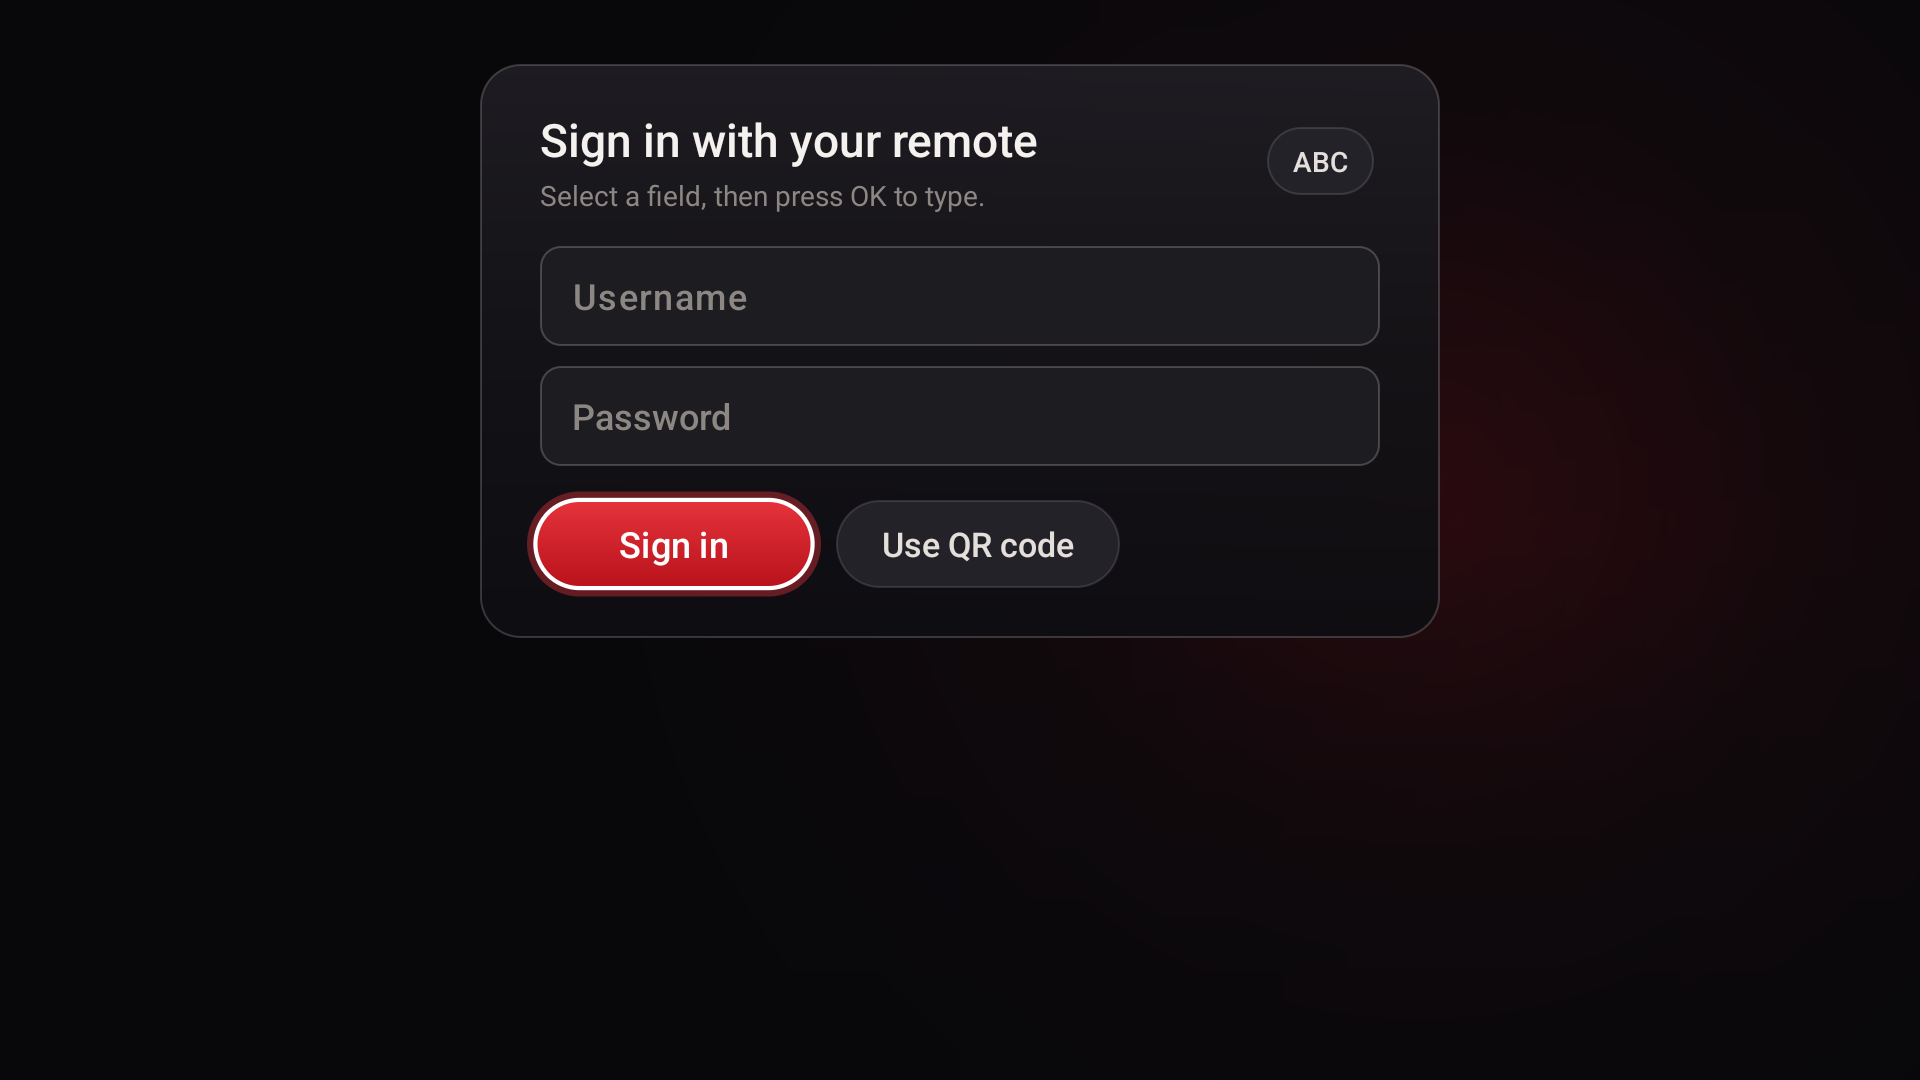 Sign in with your remote
ABC
Select a field, then press OK to type.
Username
Password
Sign in
Use QR code